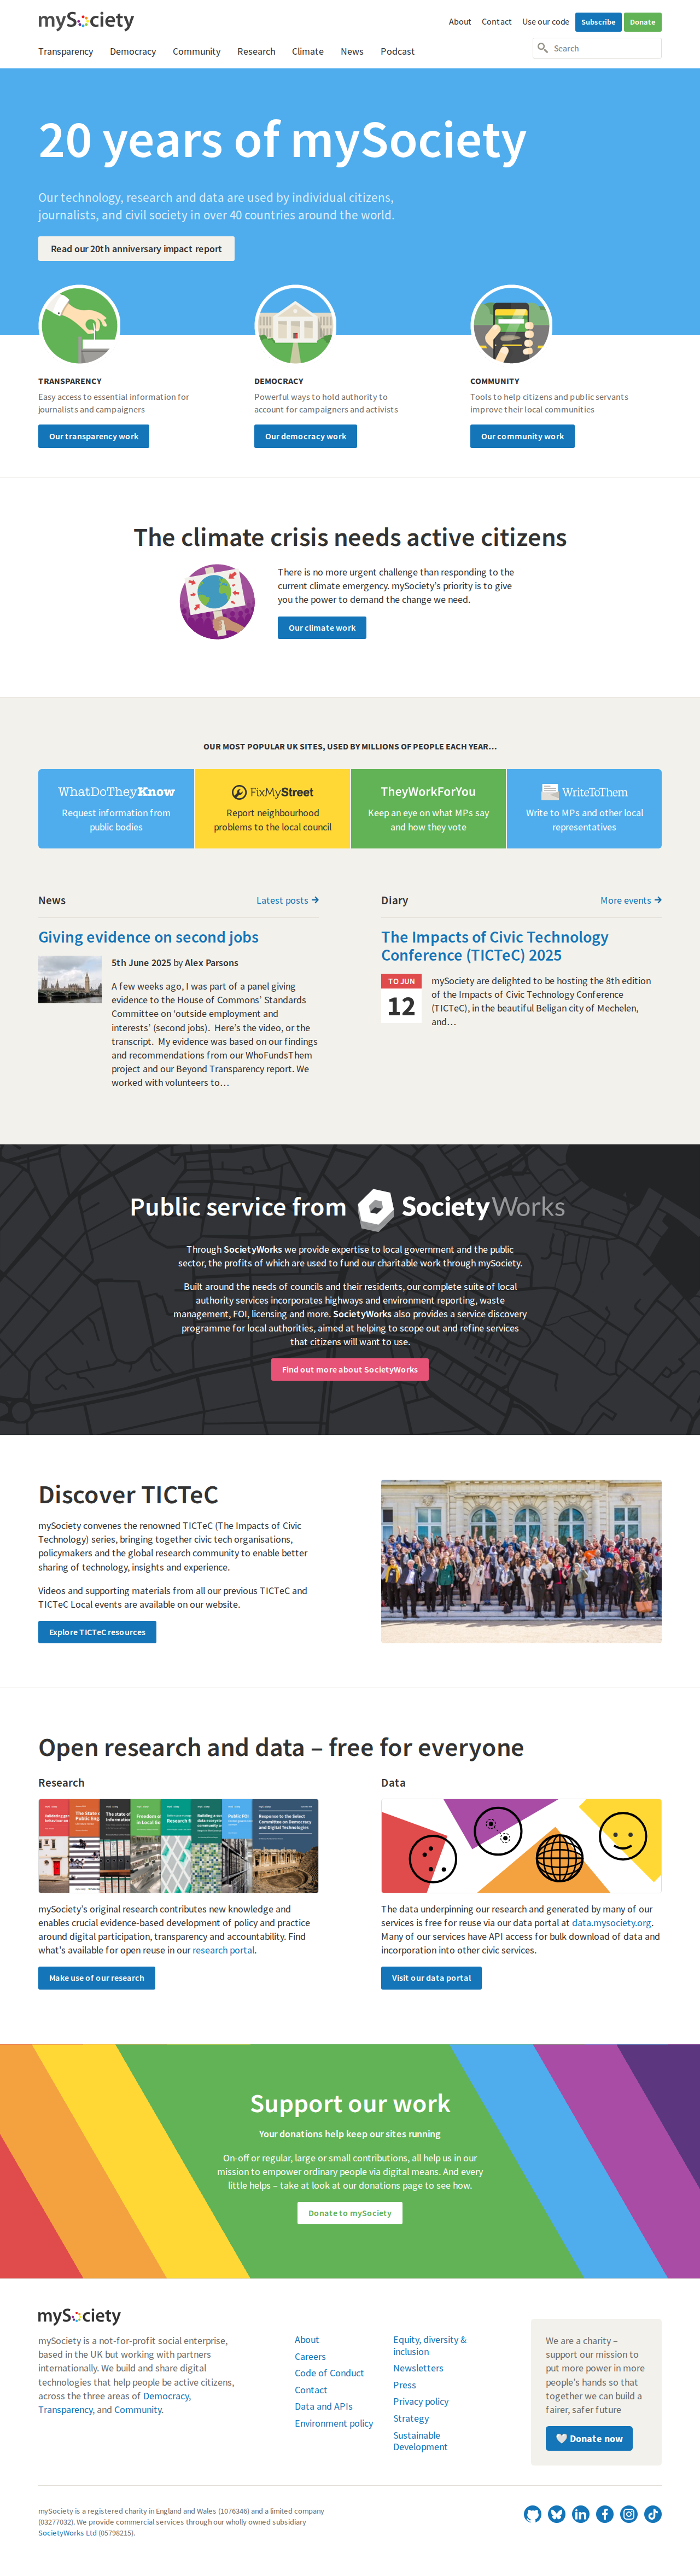 mySociety
About Contact Use our code Subscribe Donate
Transparency Democracy Community Research Climate News Podcast
Search
20 years of mySociety
Our technology, research and data are used by individual citizens,
journalists, and civil society in over 40 countries around the world.
Read our 20th anniversary impact report
TRANSPARENCY
Easy access to essential information for
journalists and campaigners
Our transparency work
DEMOCRACY
Powerful ways to hold authority to
account for campaigners and activists
Our democracy work
COMMUNITY
Tools to help citizens and public servants
improve their local communities
Our community work
The climate crisis needs active citizens
There is no more urgent challenge than responding to the
current climate emergency. mySociety’s priority is to give
you the power to demand the change we need.
Our climate work
OUR MOST POPULAR UK SITES, USED BY MILLIONS OF PEOPLE EACH YEAR…
WhatDoTheyKnow
Request information from
public bodies
FixMyStreet
Report neighbourhood
problems to the local council
TheyWorkForYou
Keep an eye on what MPs say
and how they vote
WriteToThem
Write to MPs and other local
representatives
News
Latest posts
Giving evidence on second jobs
5th June 2025 by Alex Parsons
A few weeks ago, I was part of a panel giving
evidence to the House of Commons’ Standards
Committee on ‘outside employment and
interests’ (second jobs).  Here’s the video, or the
transcript.  My evidence was based on our findings
and recommendations from our WhoFundsThem
project and our Beyond Transparency report. We
worked with volunteers to…
Diary
More events
The Impacts of Civic Technology
Conference (TICTeC) 2025
TO JUN
12
mySociety are delighted to be hosting the 8th edition
of the Impacts of Civic Technology Conference
(TICTeC), in the beautiful Beligan city of Mechelen,
and…
Public service from SocietyWorks
Through SocietyWorks we provide expertise to local government and the public
sector, the profits of which are used to fund our charitable work through mySociety.
Built around the needs of councils and their residents, our complete suite of local
authority services incorporates highways and environment reporting, waste
management, FOI, licensing and more. SocietyWorks also provides a service discovery
programme for local authorities, aimed at helping to scope out and refine services
that citizens will want to use.
Find out more about SocietyWorks
Discover TICTeC
mySociety convenes the renowned TICTeC (The Impacts of Civic
Technology) series, bringing together civic tech organisations,
policymakers and the global research community to enable better
sharing of technology, insights and experience.
Videos and supporting materials from all our previous TICTeC and
TICTeC Local events are available on our website.
Explore TICTeC resources
Open research and data – free for everyone
Research
Response to the Select
Committee on Democracy
and Digital Technologies
mySociety’s original research contributes new knowledge and
enables crucial evidence-based development of policy and practice
around digital participation, transparency and accountability. Find
what’s available for open reuse in our research portal.
Make use of our research
Data
The data underpinning our research and generated by many of our
services is free for reuse via our data portal at data.mysociety.org.
Many of our services have API access for bulk download of data and
incorporation into other civic services.
Visit our data portal
Support our work
Your donations help keep our sites running
On-off or regular, large or small contributions, all help us in our
mission to empower ordinary people via digital means. And every
little helps – take at look at our donations page to see how.
Donate to mySociety
mySociety
mySociety is a not-for-profit social enterprise,
based in the UK but working with partners
internationally. We build and share digital
technologies that help people be active citizens,
across the three areas of Democracy,
Transparency, and Community.
About
Careers
Code of Conduct
Contact
Data and APIs
Environment policy
Equity, diversity &
inclusion
Newsletters
Press
Privacy policy
Strategy
Sustainable
Development
We are a charity –
support our mission to
put more power in more
people’s hands so that
together we can build a
fairer, safer future
Donate now
mySociety is a registered charity in England and Wales (1076346) and a limited company
(03277032). We provide commercial services through our wholly owned subsidiary
SocietyWorks Ltd (05798215).